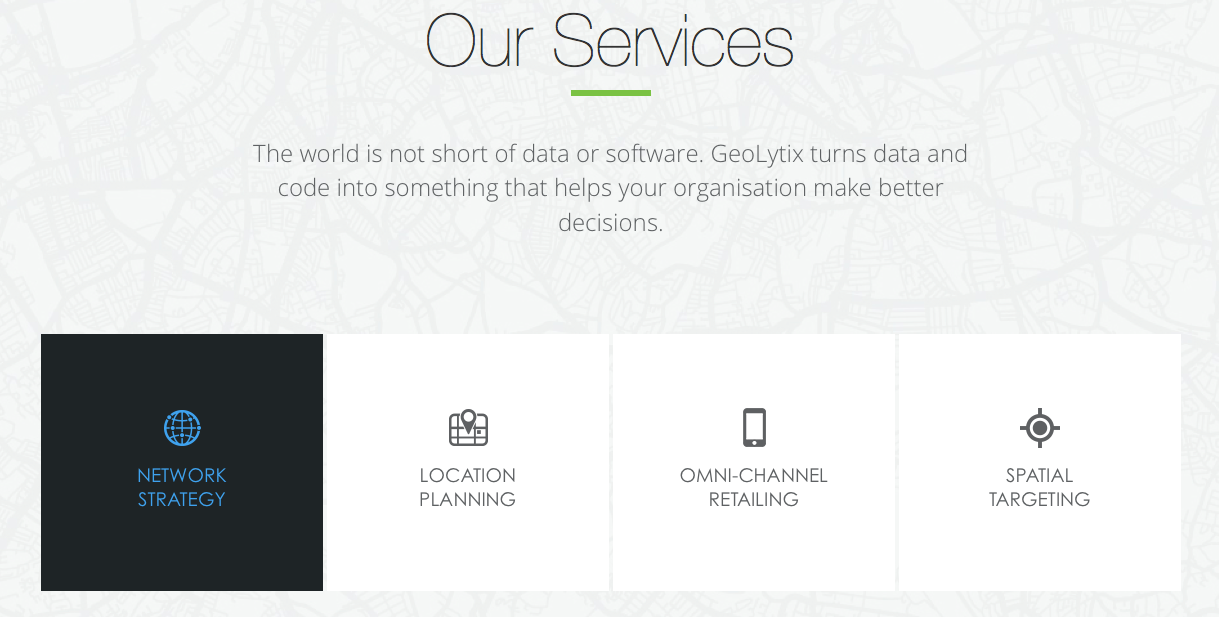 Our Services
The world is not short of data or software. GeoLytix turns data and
code into something that helps your organisation make better
decisions.
NETWORK
STRATEGY
LOCATION
PLANNING
OMNI-CHANNEL
RETAILING
SPATIAL
TARGETING